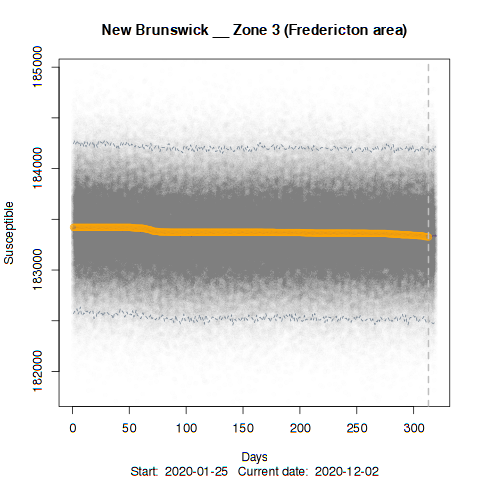 New Brunswick __ Zone 3 (Fredericton area)
185000
184000
183000
182000
Susceptible
0 50 100 150 200 250 300
Days
Start: 2020-01-25 Current date: 2020-12-02